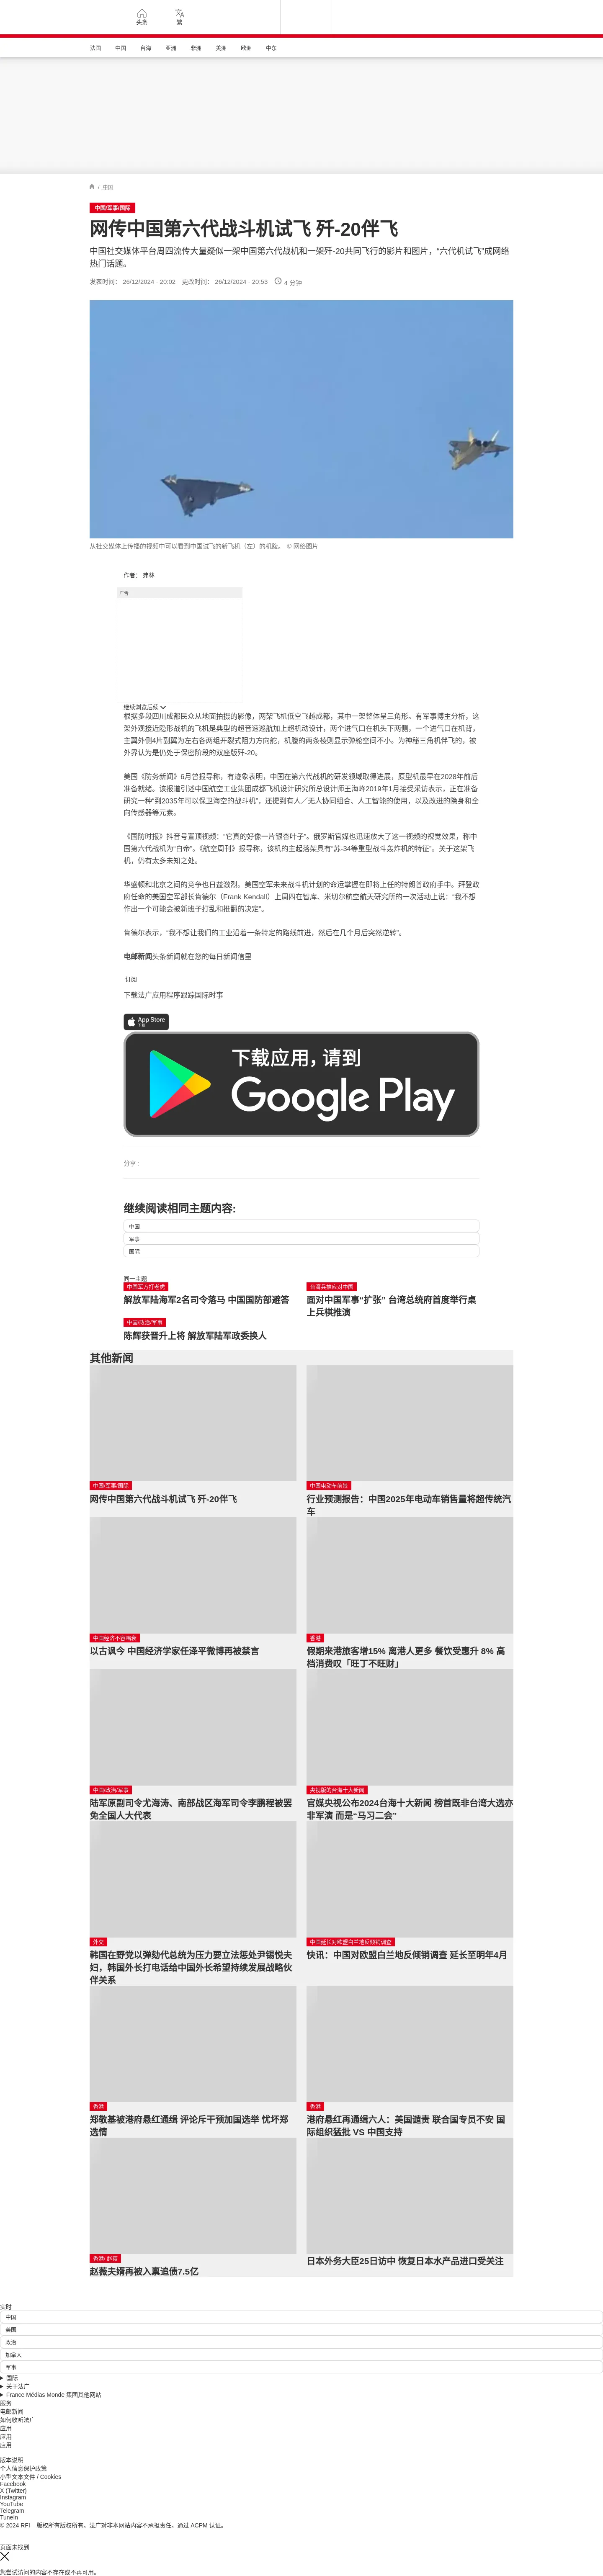 头条
繁
法国
中国
台海
亚洲
非洲
美洲
欧洲
中东
/ 中国
中国/军事/国际
网传中国第六代战斗机试飞 歼-20伴飞
中国社交媒体平台周四流传大量疑似一架中国第六代战机和一架歼-20共同飞行的影片和图片，“六代机试飞”成网络
热门话题。
发表时间： 26/12/2024 - 20:02 更改时间： 26/12/2024 - 20:53 4 分钟
从社交媒体上传播的视频中可以看到中国试飞的新飞机（左）的机腹。 © 网络图片
作者： 弗林
广告
继续浏览后续
根据多段四川成都民众从地面拍摄的影像，两架飞机低空飞越成都，其中一架整体呈三角形。有军事博主分析，这
架外观接近隐形战机的飞机是典型的超音速巡航加上超机动设计，两个进气口在机头下两侧，一个进气口在机背，
主翼外侧4片副翼为左右各两组开裂式阻力方向舵，机腹的两条棱则显示弹舱空间不小。为神秘三角机伴飞的，被
外界认为是仍处于保密阶段的双座版歼-20。
美国《防务新闻》6月曾报导称，有迹象表明，中国在第六代战机的研发领域取得进展，原型机最早在2028年前后
准备就绪。该报道引述中国航空工业集团成都飞机设计研究所总设计师王海峰2019年1月接受采访表示，正在准备
研究一种“到2035年可以保卫海空的战斗机”，还提到有人／无人协同组合、人工智能的使用，以及改进的隐身和全
向传感器等元素。
《国防时报》抖音号置顶视频：“它真的好像一片银杏叶子”。俄罗斯官媒也迅速放大了这一视频的视觉效果，称中
国第六代战机为“白帝”。《航空周刊》报导称，该机的主起落架具有“苏-34等重型战斗轰炸机的特征”。关于这架飞
机，仍有太多未知之处。
华盛顿和北京之间的竞争也日益激烈。美国空军未来战斗机计划的命运掌握在即将上任的特朗普政府手中。拜登政
府任命的美国空军部长肯德尔（Frank Kendall）上周四在智库、米切尔航空航天研究所的一次活动上说：“我不想
作出一个可能会被新班子打乱和推翻的决定”。
肯德尔表示，“我不想让我们的工业沿着一条特定的路线前进，然后在几个月后突然逆转”。
电邮新闻头条新闻就在您的每日新闻信里
订阅
下载法广应用程序跟踪国际时事
App Store
下载
下载应用，请到
Google Play
分享 :
继续阅读相同主题内容:
中国
军事
国际
同一主题
中国军方打老虎
解放军陆海军2名司令落马 中国国防部避答
台湾兵推应对中国
面对中国军事“扩张” 台湾总统府首度举行桌
上兵棋推演
中国/政治/军事
陈辉获晋升上将 解放军陆军政委换人
其他新闻
中国/军事/国际
网传中国第六代战斗机试飞 歼-20伴飞
中国电动车前景
行业预测报告：中国2025年电动车销售量将超传统汽
车
中国经济不容唱衰
以古讽今 中国经济学家任泽平微博再被禁言
香港
假期来港旅客增15% 离港人更多 餐饮受惠升 8% 高
档消费叹「旺丁不旺财」
中国/政治/军事
陆军原副司令尤海涛、南部战区海军司令李鹏程被罢
免全国人大代表
央视版的台海十大新闻
官媒央视公布2024台海十大新闻 榜首既非台湾大选亦
非军演 而是“马习二会”
外交
韩国在野党以弹劾代总统为压力要立法惩处尹锡悦夫
妇，韩国外长打电话给中国外长希望持续发展战略伙
伴关系
中国延长对欧盟白兰地反倾销调查
快讯：中国对欧盟白兰地反倾销调查 延长至明年4月
香港
郑敬基被港府悬红通缉 评论斥干预加国选举 忧坏郑
选情
香港
港府悬红再通缉六人：美国谴责 联合国专员不安 国
际组织猛批 VS 中国支持
香港/ 赵薇
赵薇夫婿再被入禀追债7.5亿
日本外务大臣25日访中 恢复日本水产品进口受关注
实时
中国
美国
政治
加拿大
军事
国际
关于法广
France Médias Monde 集团其他网站
服务
电邮新闻
如何收听法广
应用
应用
应用
版本说明
个人信息保护政策
小型文本文件 / Cookies
Facebook
X (Twitter)
Instagram
YouTube
Telegram
TuneIn
© 2024 RFI – 版权所有版权所有。法广对非本网站内容不承担责任。通过 ACPM 认证。
页面未找到
您尝试访问的内容不存在或不再可用。